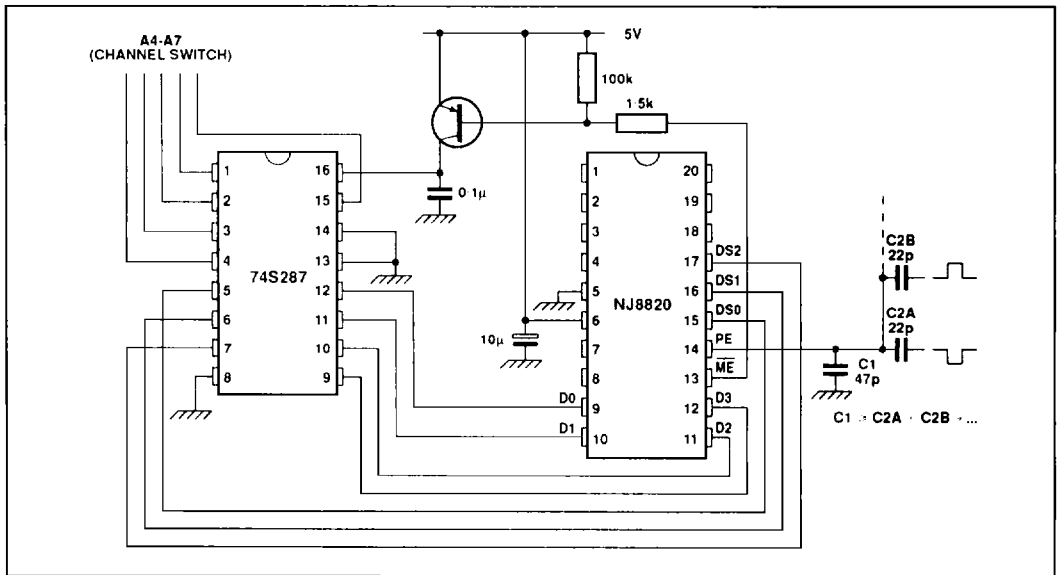 A4-A7
(CHANNEL SWITCH)
5V
100k
1·5k
0·1µ
10µ
74S287
1
2
3
4
5
6
7
8
16
15
14
13
12
11
10
9
NJ8820
1
2
3
4
5
6
7
8
9
10
20
19
18
17
16
15
14
13
12
11
D0
D1
DS2
DS1
DS0
PE
ME
D3
D2
C2B
22p
C2A
22p
C1
47p
C1 C2A C2B ...